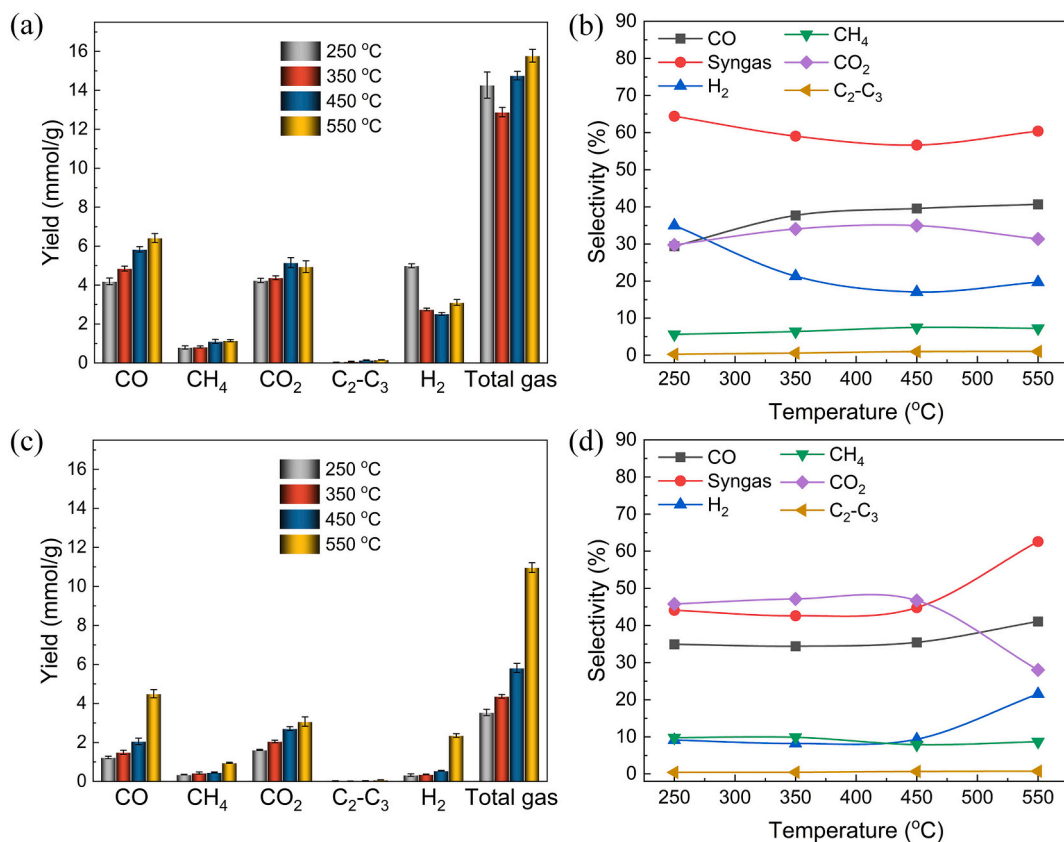 (a)
Yield (mmol/g)
16
14
12
10
8
6
4
2
0
250 °C
350 °C
450 °C
550 °C
CO CH₄ CO₂ C₂-C₃ H₂ Total gas
(b)
Selectivity (%)
90
80
70
60
50
40
30
20
10
0
CO
Syngas
H₂
CH₄
CO₂
C₂-C₃
250 300 350 400 450 500 550
Temperature (°C)
(c)
Yield (mmol/g)
16
14
12
10
8
6
4
2
0
250 °C
350 °C
450 °C
550 °C
CO CH₄ CO₂ C₂-C₃ H₂ Total gas
(d)
Selectivity (%)
90
80
70
60
50
40
30
20
10
0
CO
Syngas
H₂
CH₄
CO₂
C₂-C₃
250 300 350 400 450 500 550
Temperature (°C)